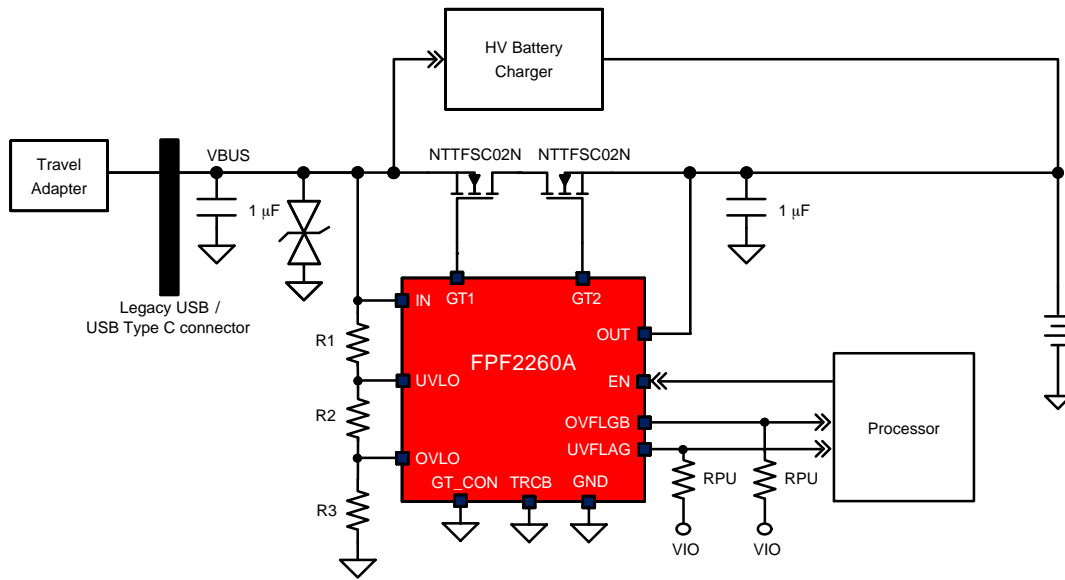 HV Battery
Charger
Travel
Adapter
VBUS
NTTFSC02N
NTTFSC02N
1 μF
1 μF
Legacy USB /
USB Type C connector
IN
GT1
GT2
OUT
R1
FPF2260A
UVLO
EN
R2
OVFLGB
Processor
UVFLAG
OVLO
GT_CON
TRCB
GND
RPU
RPU
R3
VIO
VIO